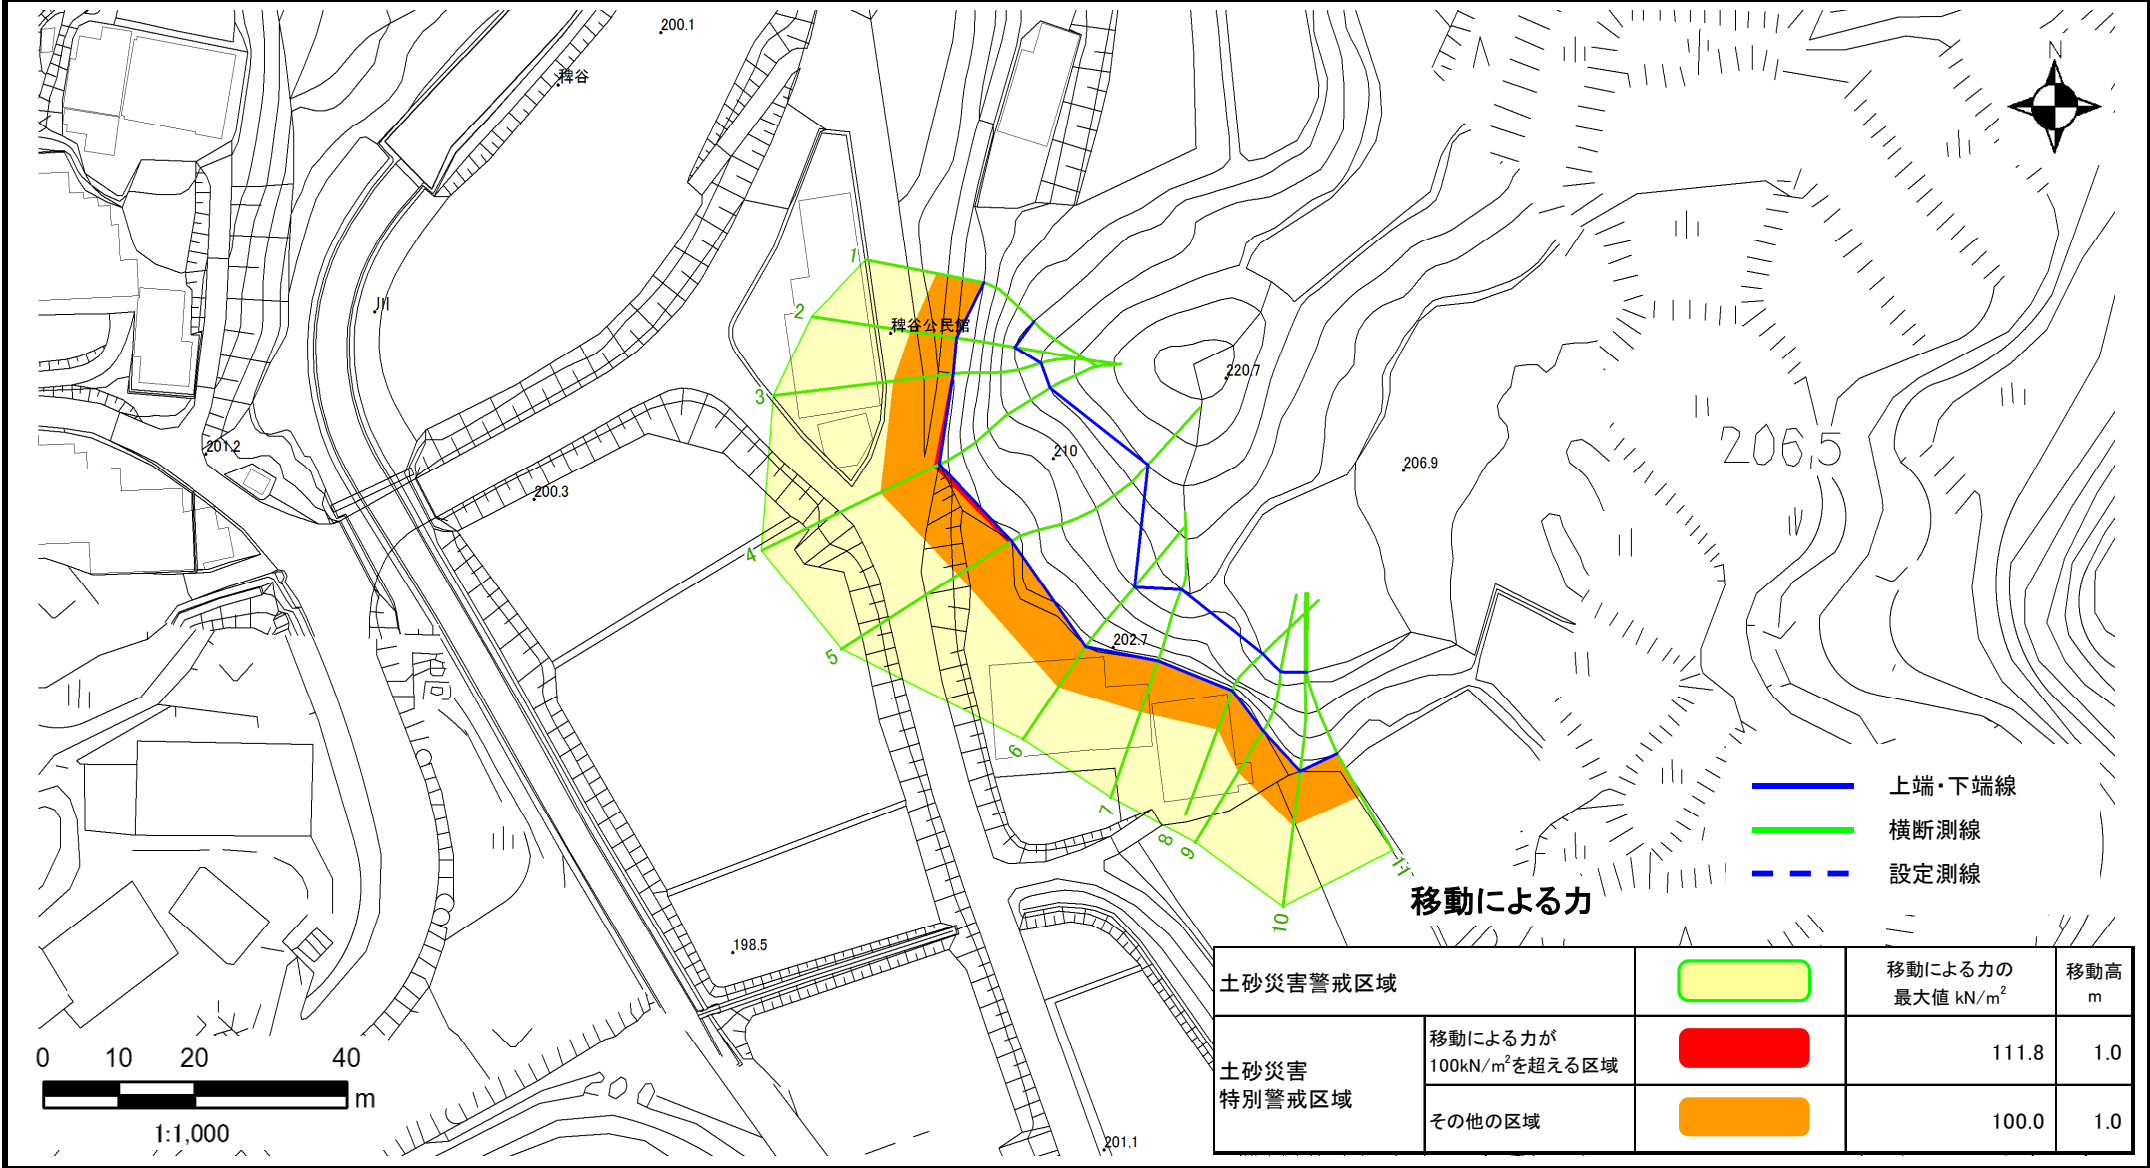 200.1
稗谷
N
川
1
2
稗谷公民館
3
220.7
201.2
210
206.9
206.5
200.3
4
202.7
5
6
7
8
9
10
11
198.5
201.1
上端・下端線
横断測線
設定測線
移動による力
土砂災害警戒区域
移動による力の
最大値 kN/m²
移動高
m
土砂災害
特別警戒区域
移動による力が
100kN/m²を超える区域
111.8
1.0
その他の区域
100.0
1.0
0 10 20 40
m
1:1,000